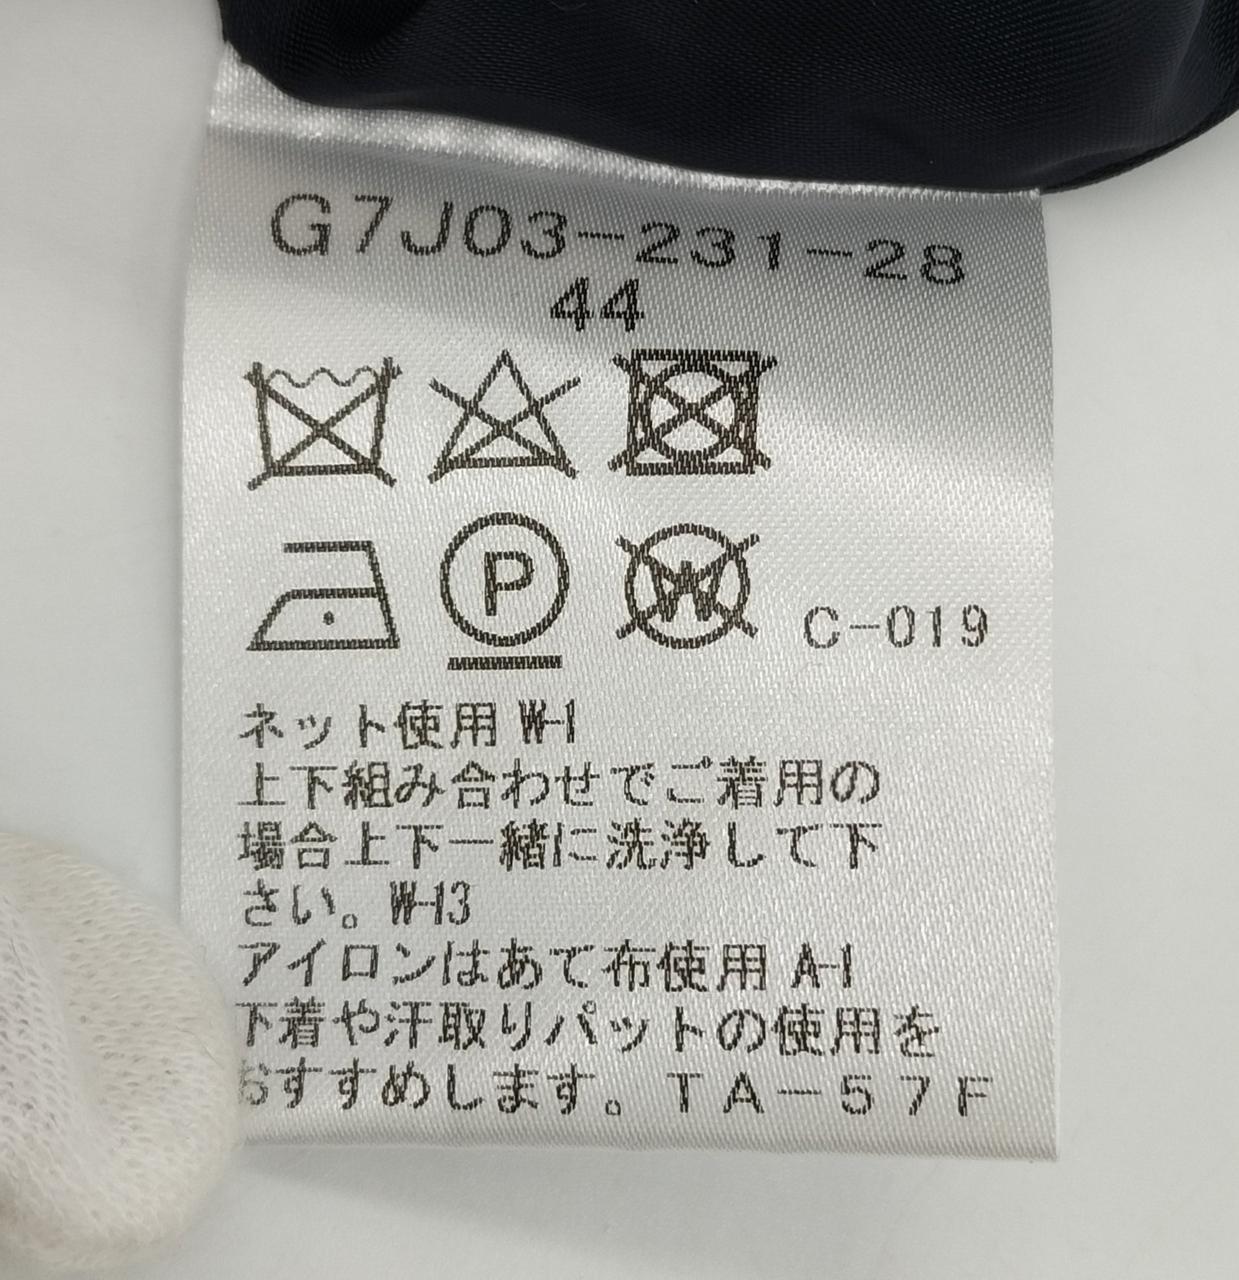 G7J03-231-28
44
P W C-019
ネット使用 W-1
上下組み合わせでご着用の
場合上下一緒に洗浄して下
さい。W-13
アイロンはあて布使用 A-1
下着や汗取りパットの使用を
おすすめします。TA-57F